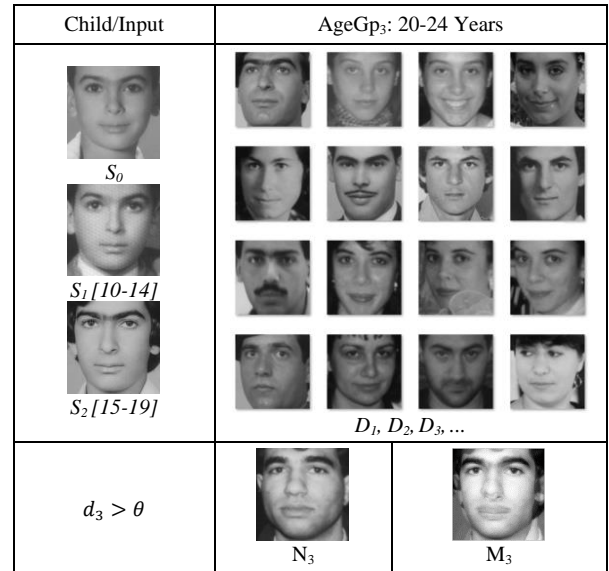 Child/Input
AgeGp₃: 20-24 Years
S₀
S₁ [10-14]
S₂ [15-19]
D₁, D₂, D₃, ...
d₃ > θ
N₃
M₃